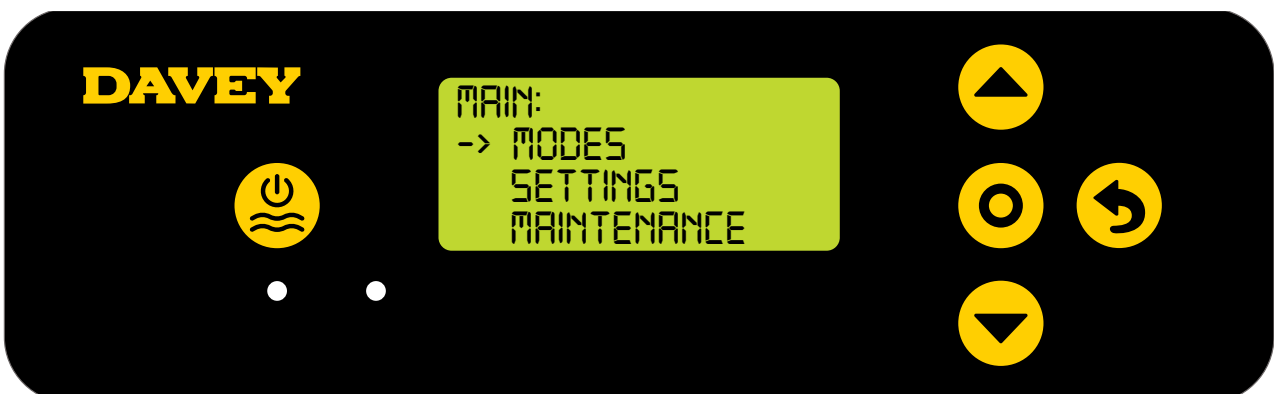 DAVEY
MAIN:
-> MODES
SETTINGS
MAINTENANCE